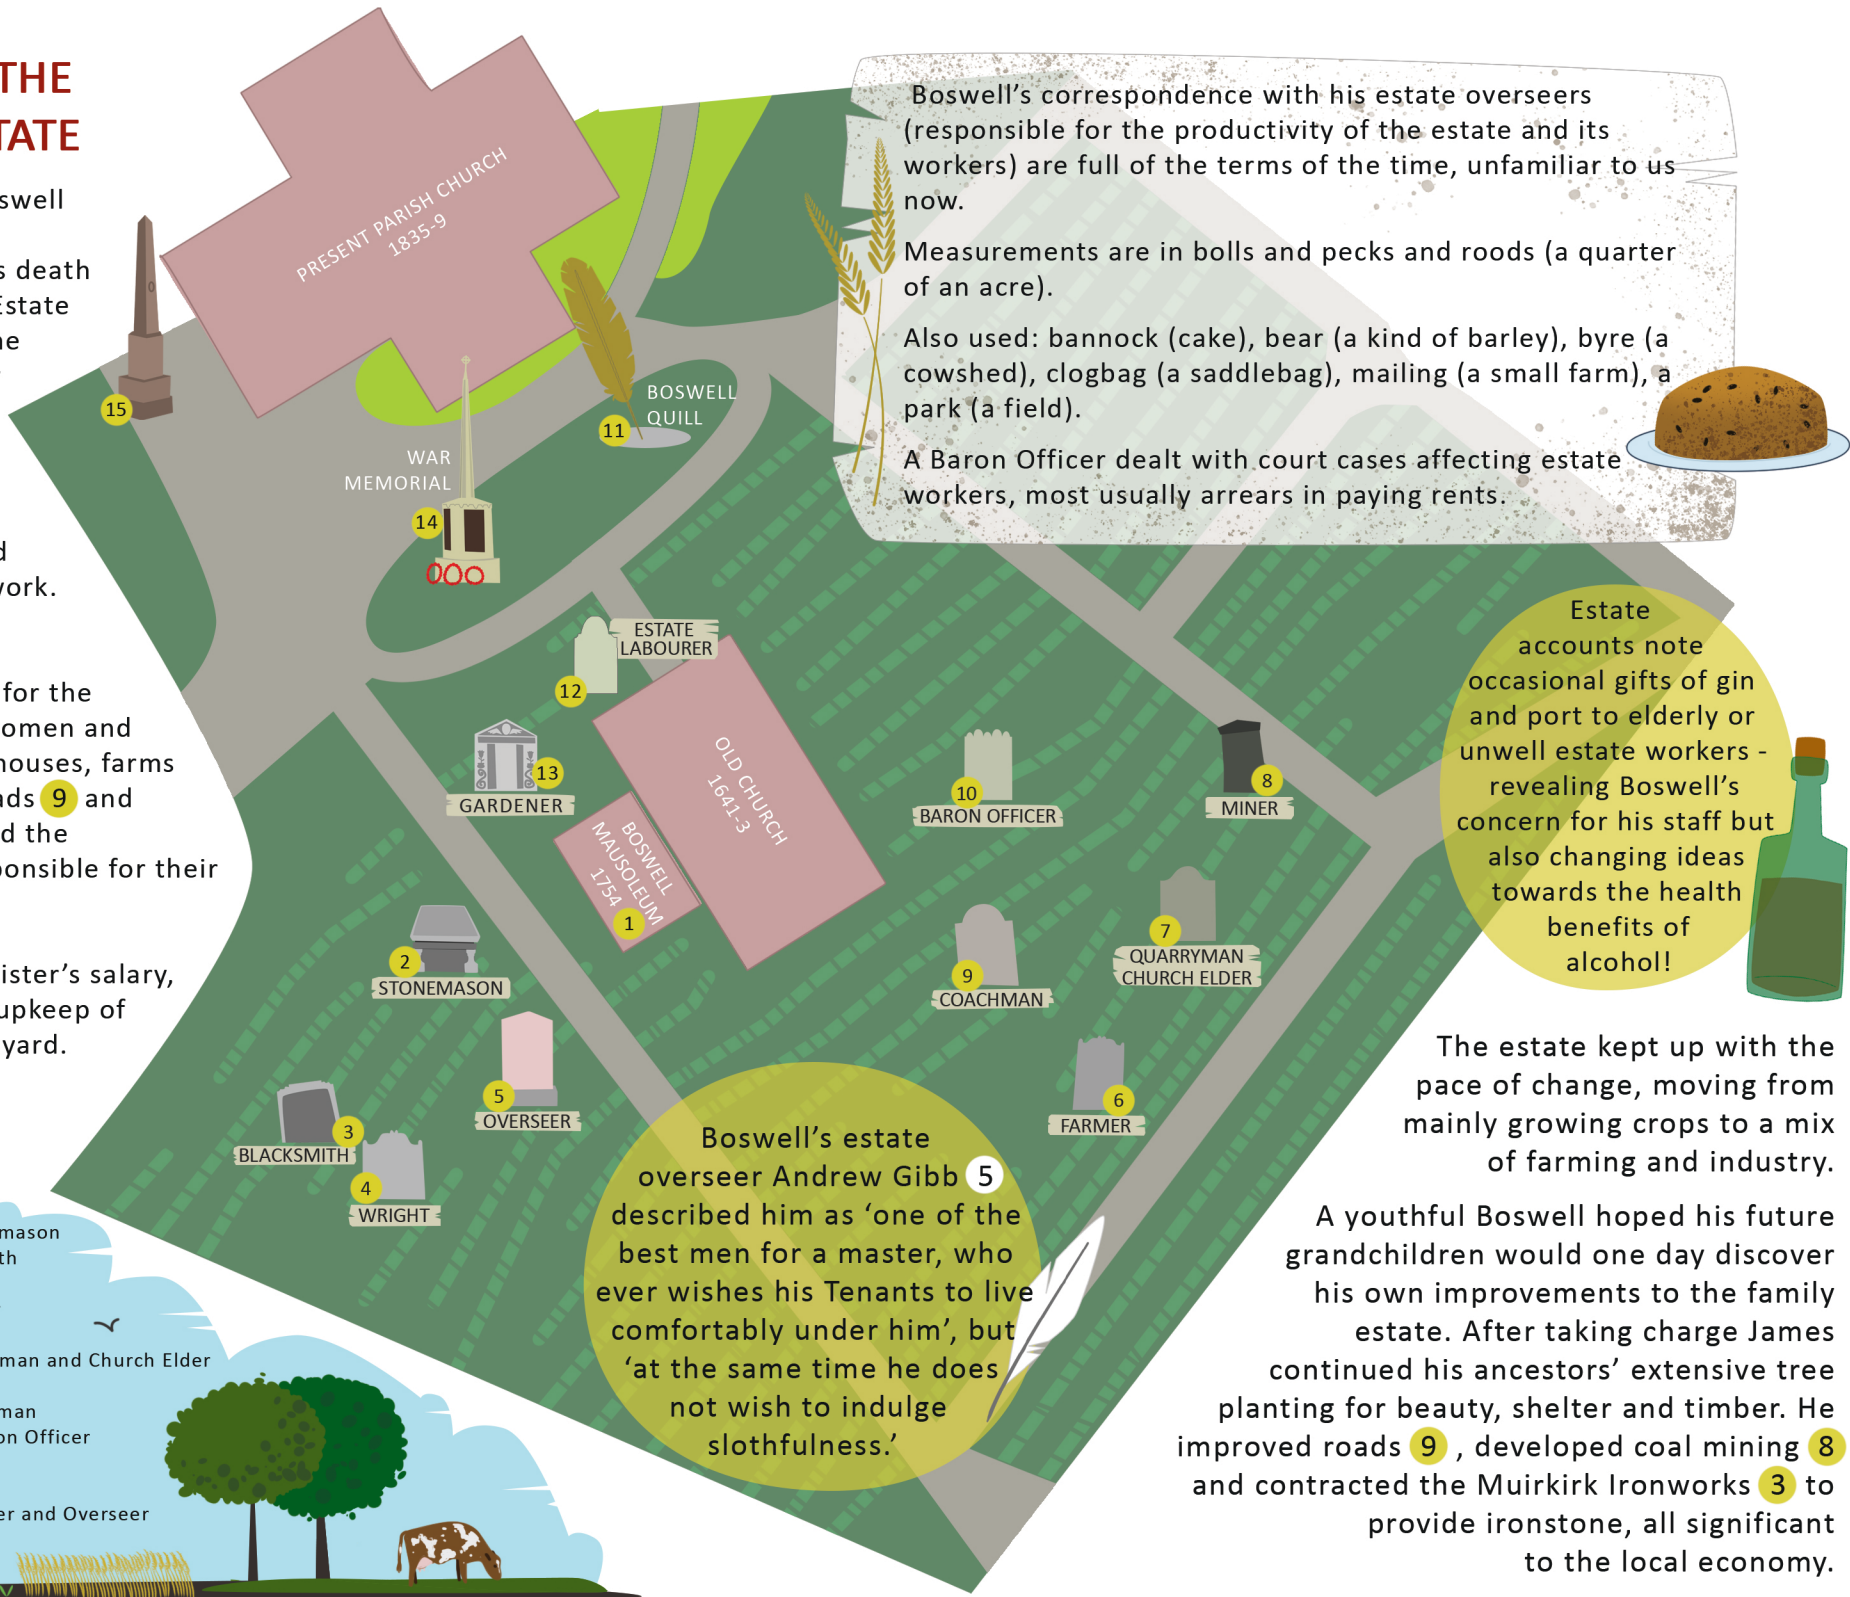 THE
TATE
swell
s death
Estate
ne
d
work.
for the
omen and
houses, farms
ads 9 and
d the
ponsible for their
ister's salary,
upkeep of
yard.
mason
th
man and Church Elder
man
on Officer
er and Overseer
PRESENT PARISH CHURCH
1835-9
15
BOSWELL
QUILL
11
WAR
MEMORIAL
14
ESTATE
LABOURER
12
13
GARDENER
OLD CHURCH
1641-3
BOSWELL
MAUSOLEUM
1754
1
2
STONEMASON
5
OVERSEER
3
BLACKSMITH
4
WRIGHT
10
BARON OFFICER
8
MINER
7
QUARRYMAN
CHURCH ELDER
9
COACHMAN
6
FARMER
Boswell's correspondence with his estate overseers
(responsible for the productivity of the estate and its
workers) are full of the terms of the time, unfamiliar to us
now.
Measurements are in bolls and pecks and roods (a quarter
of an acre).
Also used: bannock (cake), bear (a kind of barley), byre (a
cowshed), clogbag (a saddlebag), mailing (a small farm), a
park (a field).
A Baron Officer dealt with court cases affecting estate
workers, most usually arrears in paying rents.
Estate
accounts note
occasional gifts of gin
and port to elderly or
unwell estate workers -
revealing Boswell's
concern for his staff but
also changing ideas
towards the health
benefits of
alcohol!
Boswell's estate
overseer Andrew Gibb 5
described him as 'one of the
best men for a master, who
ever wishes his Tenants to live
comfortably under him', but
'at the same time he does
not wish to indulge
slothfulness.'
The estate kept up with the
pace of change, moving from
mainly growing crops to a mix
of farming and industry.
A youthful Boswell hoped his future
grandchildren would one day discover
his own improvements to the family
estate. After taking charge James
continued his ancestors' extensive tree
planting for beauty, shelter and timber. He
improved roads 9 , developed coal mining 8
and contracted the Muirkirk Ironworks 3 to
provide ironstone, all significant
to the local economy.